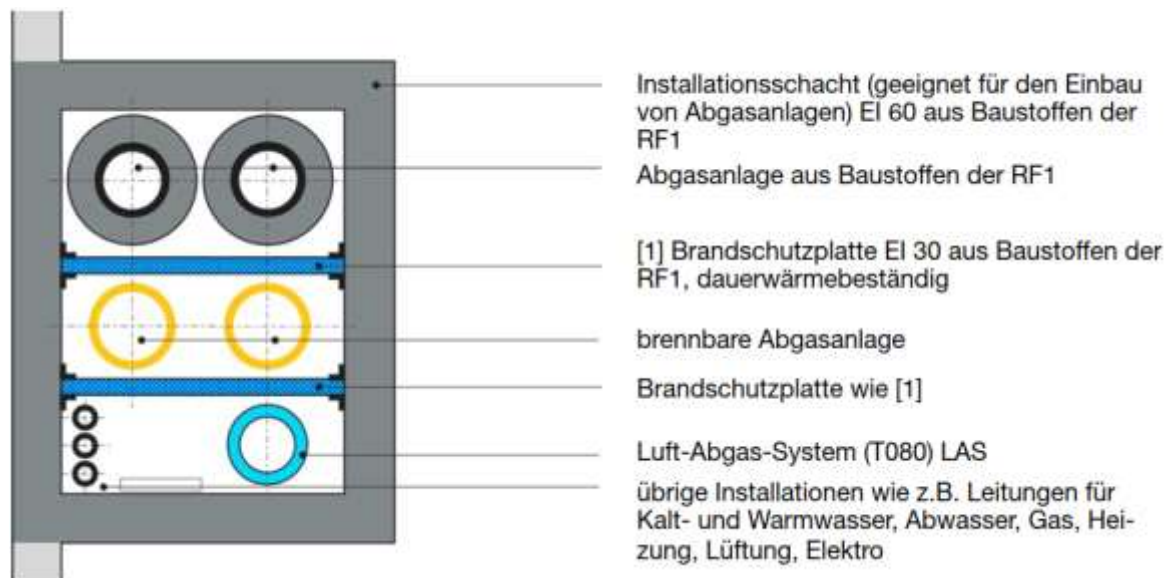 Installationsschacht (geeignet für den Einbau
von Abgasanlagen) EI 60 aus Baustoffen der
RF1
Abgasanlage aus Baustoffen der RF1
[1] Brandschutzplatte EI 30 aus Baustoffen der
RF1, dauerwärmebeständig
brennbare Abgasanlage
Brandschutzplatte wie [1]
Luft-Abgas-System (T080) LAS
übrige Installationen wie z.B. Leitungen für
Kalt- und Warmwasser, Abwasser, Gas, Hei-
zung, Lüftung, Elektro